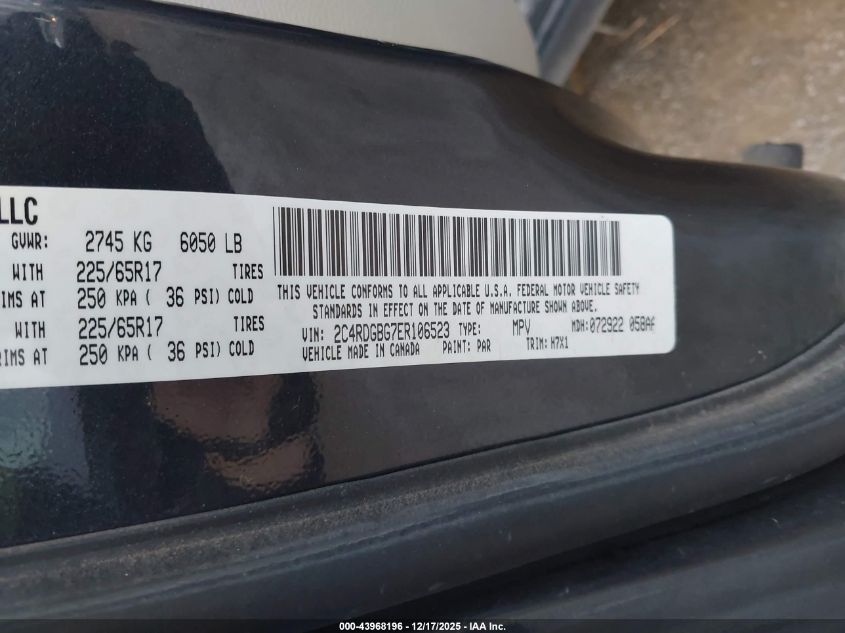 LLC
GVWR: 2745 KG 6050 LB
WITH 225/65R17 TIRES
IMS AT 250 KPA ( 36 PSI) COLD
WITH 225/65R17 TIRES
RIMS AT 250 KPA ( 36 PSI) COLD
THIS VEHICLE CONFORMS TO ALL APPLICABLE U.S.A. FEDERAL MOTOR VEHICLE SAFETY
STANDARDS IN EFFECT ON THE DATE OF MANUFACTURE SHOWN ABOVE.
VIN: 2C4RDGBG7ER106523 TYPE: MPV MDH: 072922 058AF
VEHICLE MADE IN CANADA PAINT: PAR TRIM: H7X1
000-43968196 - 12/17/2025 - IAA Inc.